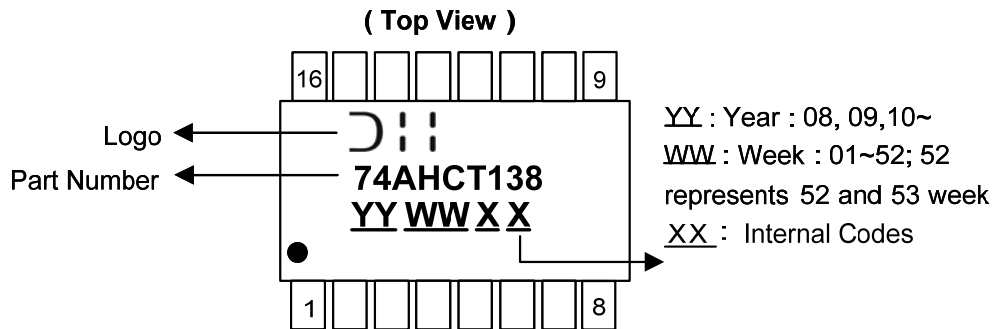 ( Top View )
16 9
Logo
Part Number
74AHCT138
YY WW X X
1 8
YY : Year : 08, 09,10~
WW : Week : 01~52; 52
represents 52 and 53 week
XX : Internal Codes